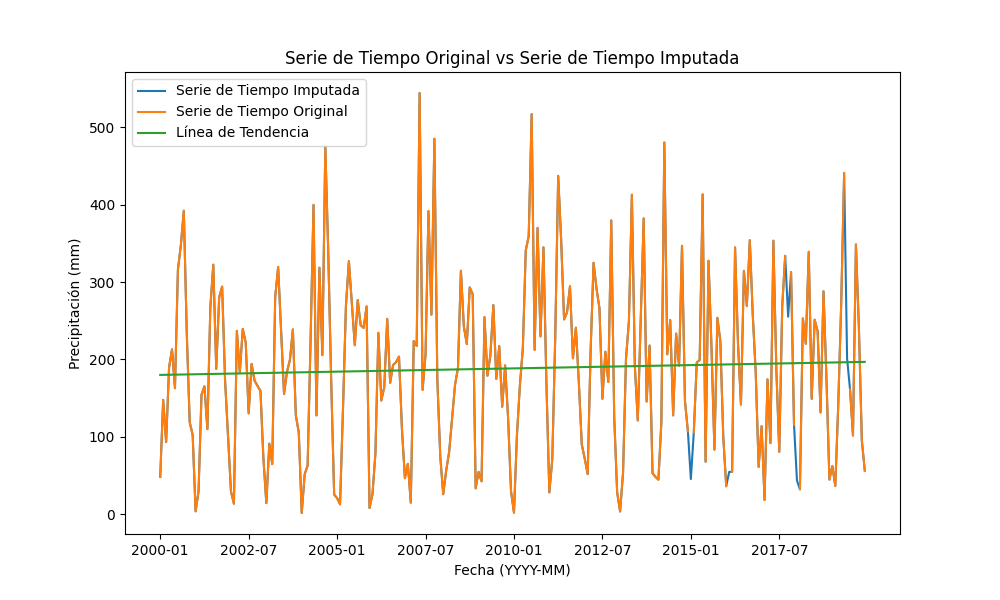 Serie de Tiempo Original vs Serie de Tiempo Imputada
Serie de Tiempo Imputada
Serie de Tiempo Original
Línea de Tendencia
500
400
300
200
100
0
Precipitación (mm)
2000-01 2002-07 2005-01 2007-07 2010-01 2012-07 2015-01 2017-07
Fecha (YYYY-MM)